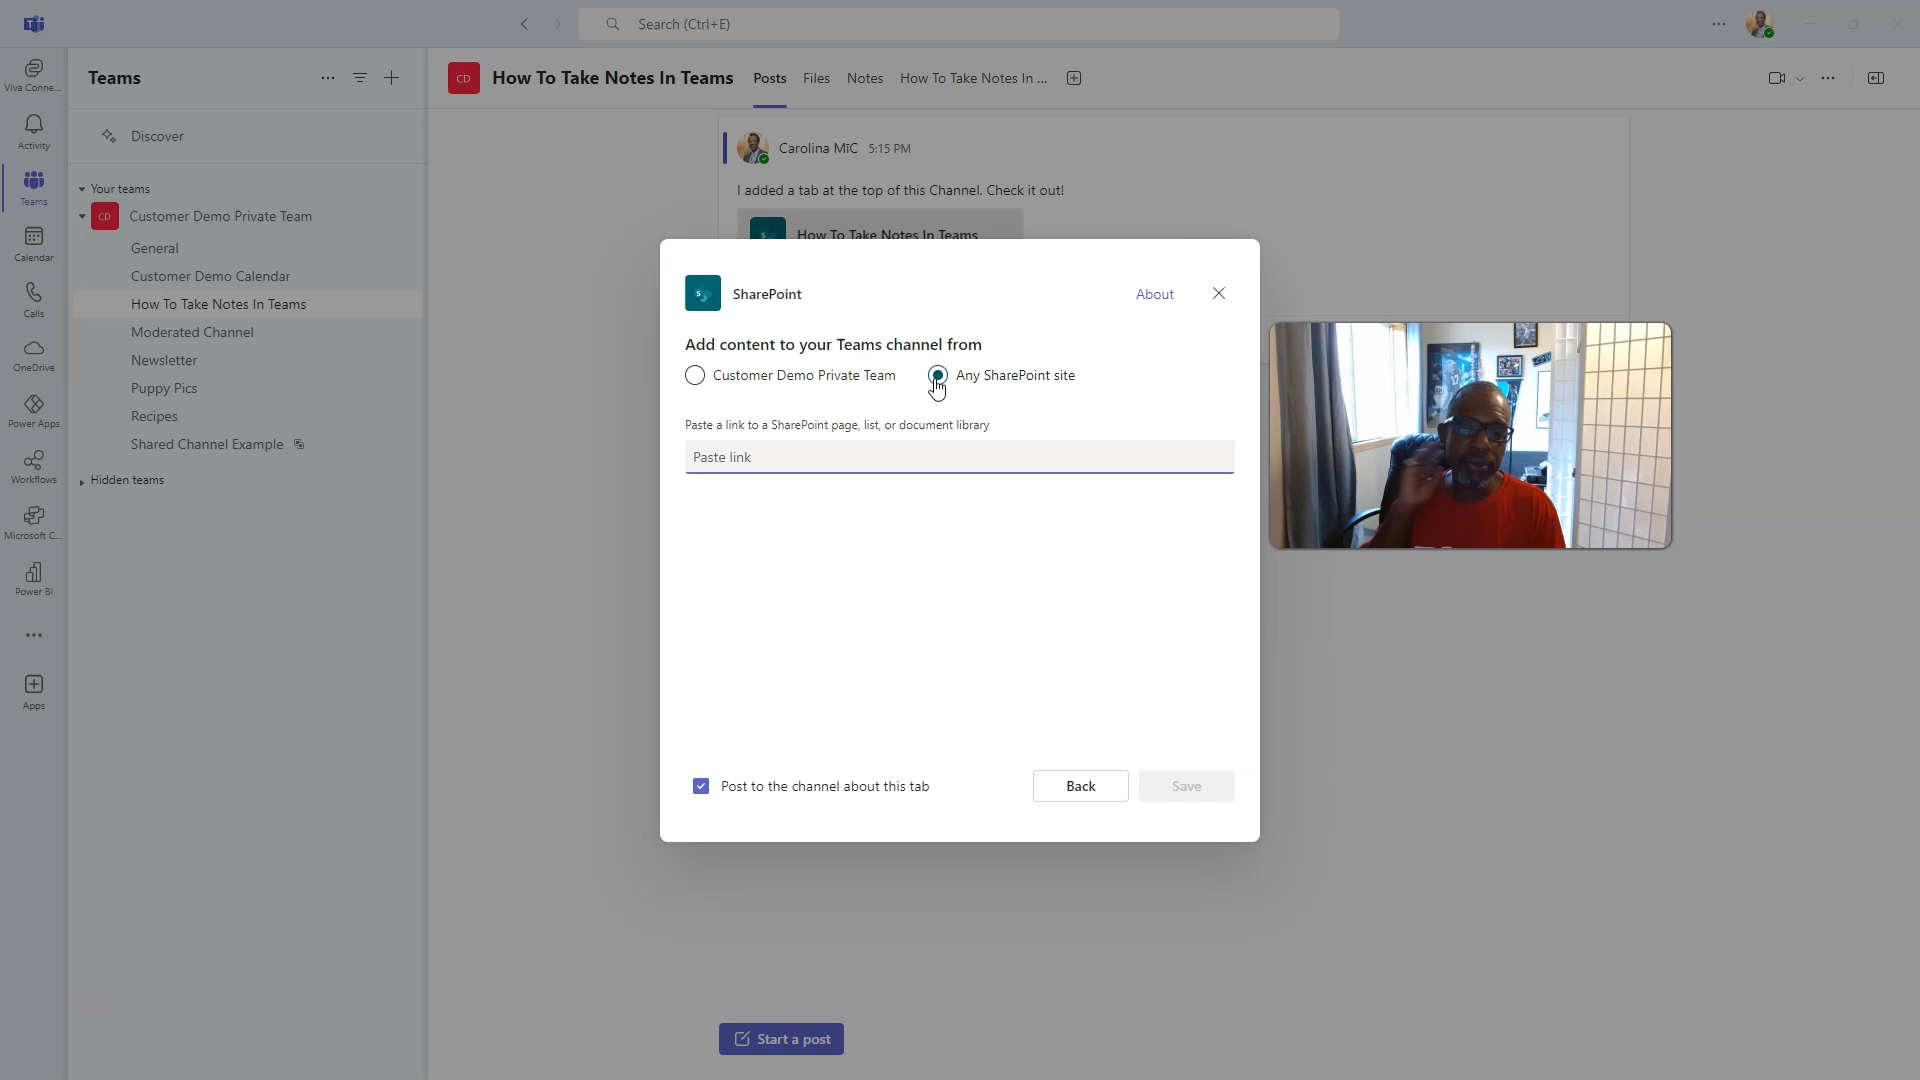 Search (Ctrl+E)
Viva Conne...
Activity
Teams
Calendar
Calls
OneDrive
Power Apps
Workflows
Microsoft C...
Power BI
Apps
Teams
Discover
Your teams
CD Customer Demo Private Team
General
Customer Demo Calendar
How To Take Notes In Teams
Moderated Channel
Newsletter
Puppy Pics
Recipes
Shared Channel Example
Hidden teams
CD How To Take Notes In Teams Posts Files Notes How To Take Notes In ...
Carolina MTC 5:15 PM
I added a tab at the top of this Channel. Check it out!
How To Take Notes In Teams
SharePoint
About
Add content to your Teams channel from
Customer Demo Private Team Any SharePoint site
Paste a link to a SharePoint page, list, or document library
Paste link
Post to the channel about this tab
Back
Save
Start a post